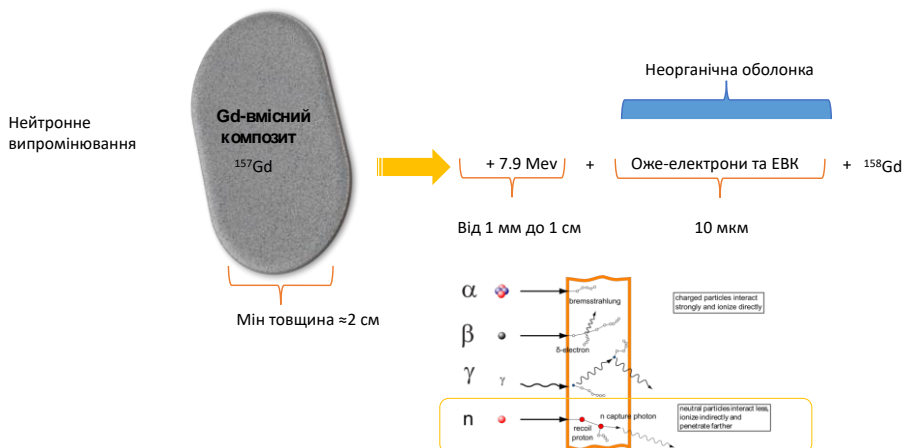 Неорганічна оболонка
Нейтронне
випромінювання
Gd-вмісний
композит
¹⁵⁷Gd
+ 7.9 Mev + Оже-електрони та ЕВК + ¹⁵⁸Gd
Від 1 мм до 1 см
10 мкм
Мін товщина ≈2 см
α
bremsstrahlung
charged particles interact
strongly and ionize directly
β
δ-electron
γ γ
n
n capture photon
recoil
proton
neutral particles interact less,
ionize indirectly and
penetrate farther